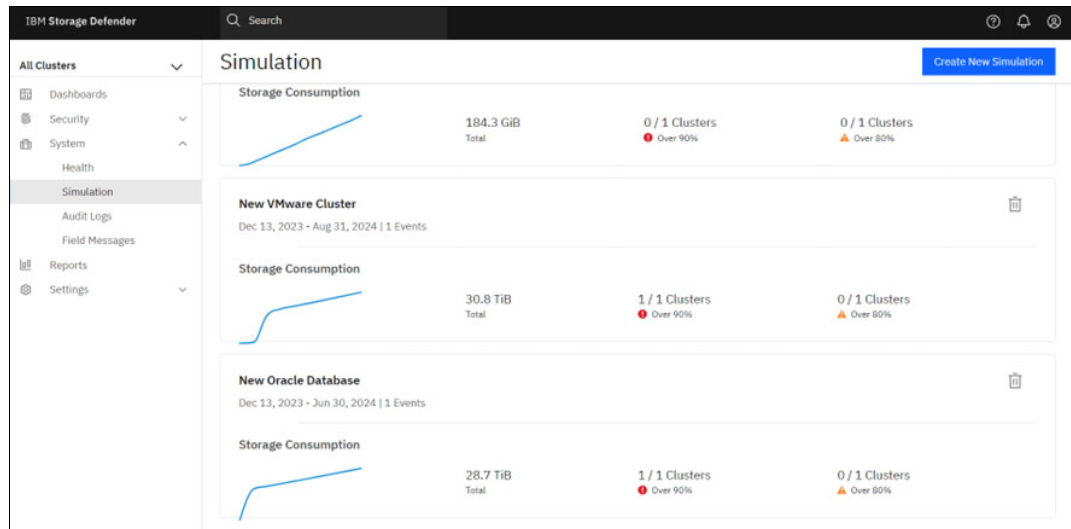 IBM Storage Defender
Search
All Clusters
Dashboards
Security
System
Health
Simulation
Audit Logs
Field Messages
Reports
Settings
Simulation
Create New Simulation
Storage Consumption
184.3 GiB
Total
0 / 1 Clusters
Over 90%
0 / 1 Clusters
Over 80%
New VMware Cluster
Dec 13, 2023 - Aug 31, 2024 | 1 Events
Storage Consumption
30.8 TiB
Total
1 / 1 Clusters
Over 90%
0 / 1 Clusters
Over 80%
New Oracle Database
Dec 13, 2023 - Jun 30, 2024 | 1 Events
Storage Consumption
28.7 TiB
Total
1 / 1 Clusters
Over 90%
0 / 1 Clusters
Over 80%